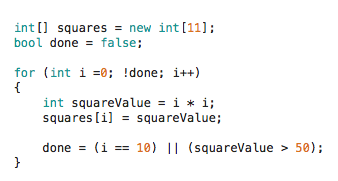 int[] squares = new int[11];
bool done = false;

for (int i =0; !done; i++)
{
    int squareValue = i * i;
    squares[i] = squareValue;

    done = (i == 10) || (squareValue > 50);
}